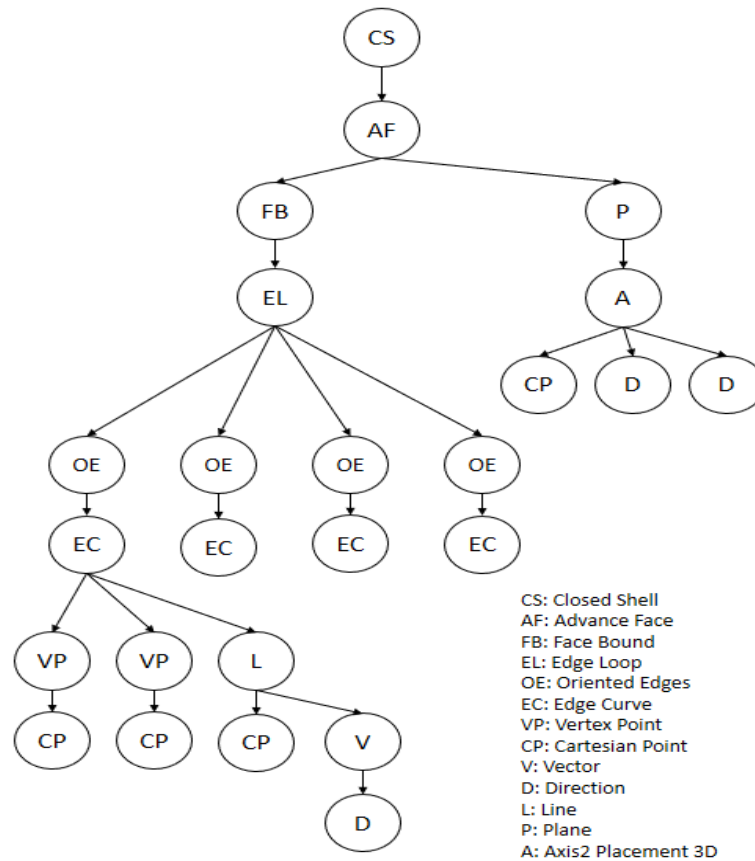 CS
AF
FB P
EL A
CP D D
OE OE OE OE
EC EC EC EC
VP VP L
CP CP CP V
D
CS: Closed Shell
AF: Advance Face
FB: Face Bound
EL: Edge Loop
OE: Oriented Edges
EC: Edge Curve
VP: Vertex Point
CP: Cartesian Point
V: Vector
D: Direction
L: Line
P: Plane
A: Axis2 Placement 3D